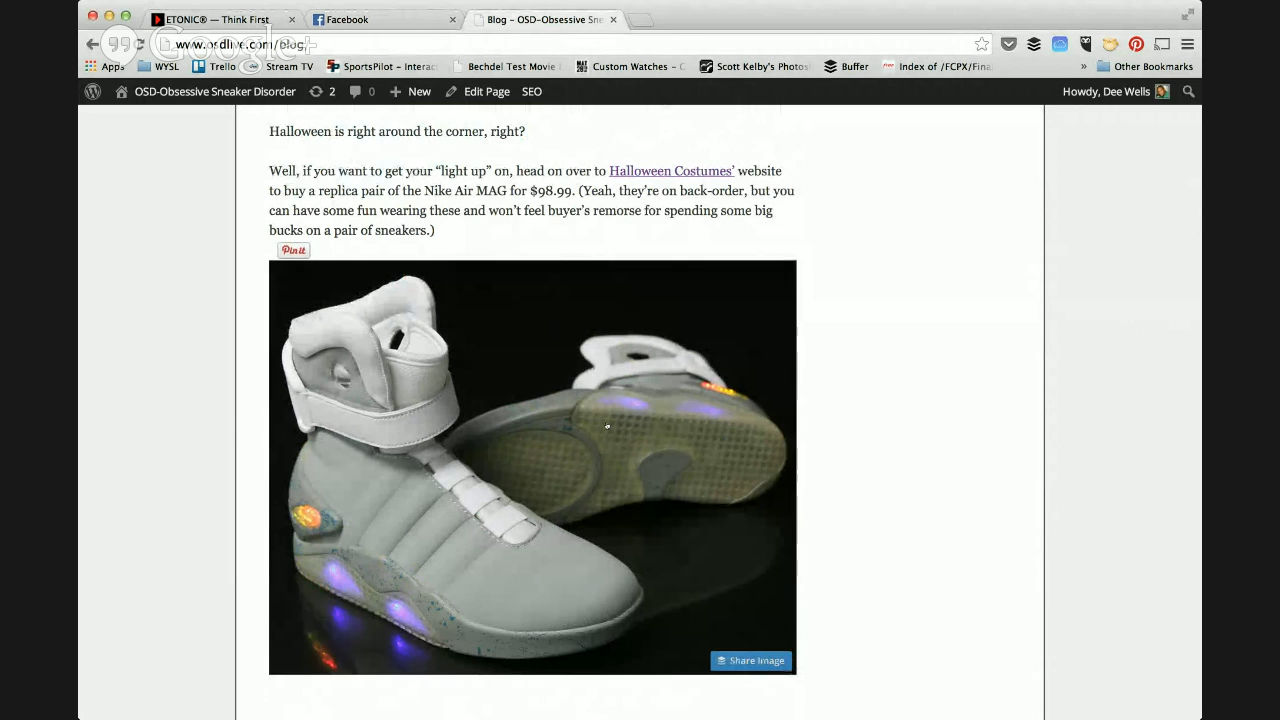 ETONIC® — Think First
Facebook
Blog – OSD–Obsessive Sne
Google+
www.osdlive.com/blog/
Apps
WYSL
Trello
Stream TV
SportsPilot – Interac
Bechdel Test Movie
Custom Watches – C
Scott Kelby's Photos
Buffer
Index of /FCPX/Fina
» Other Bookmarks
OSD-Obsessive Sneaker Disorder
2
0
New
Edit Page
SEO
Howdy, Dee Wells
Halloween is right around the corner, right?
Well, if you want to get your “light up” on, head on over to Halloween Costumes’ website
to buy a replica pair of the Nike Air MAG for $98.99. (Yeah, they’re on back-order, but you
can have some fun wearing these and won’t feel buyer’s remorse for spending some big
bucks on a pair of sneakers.)
Pin it
Share Image